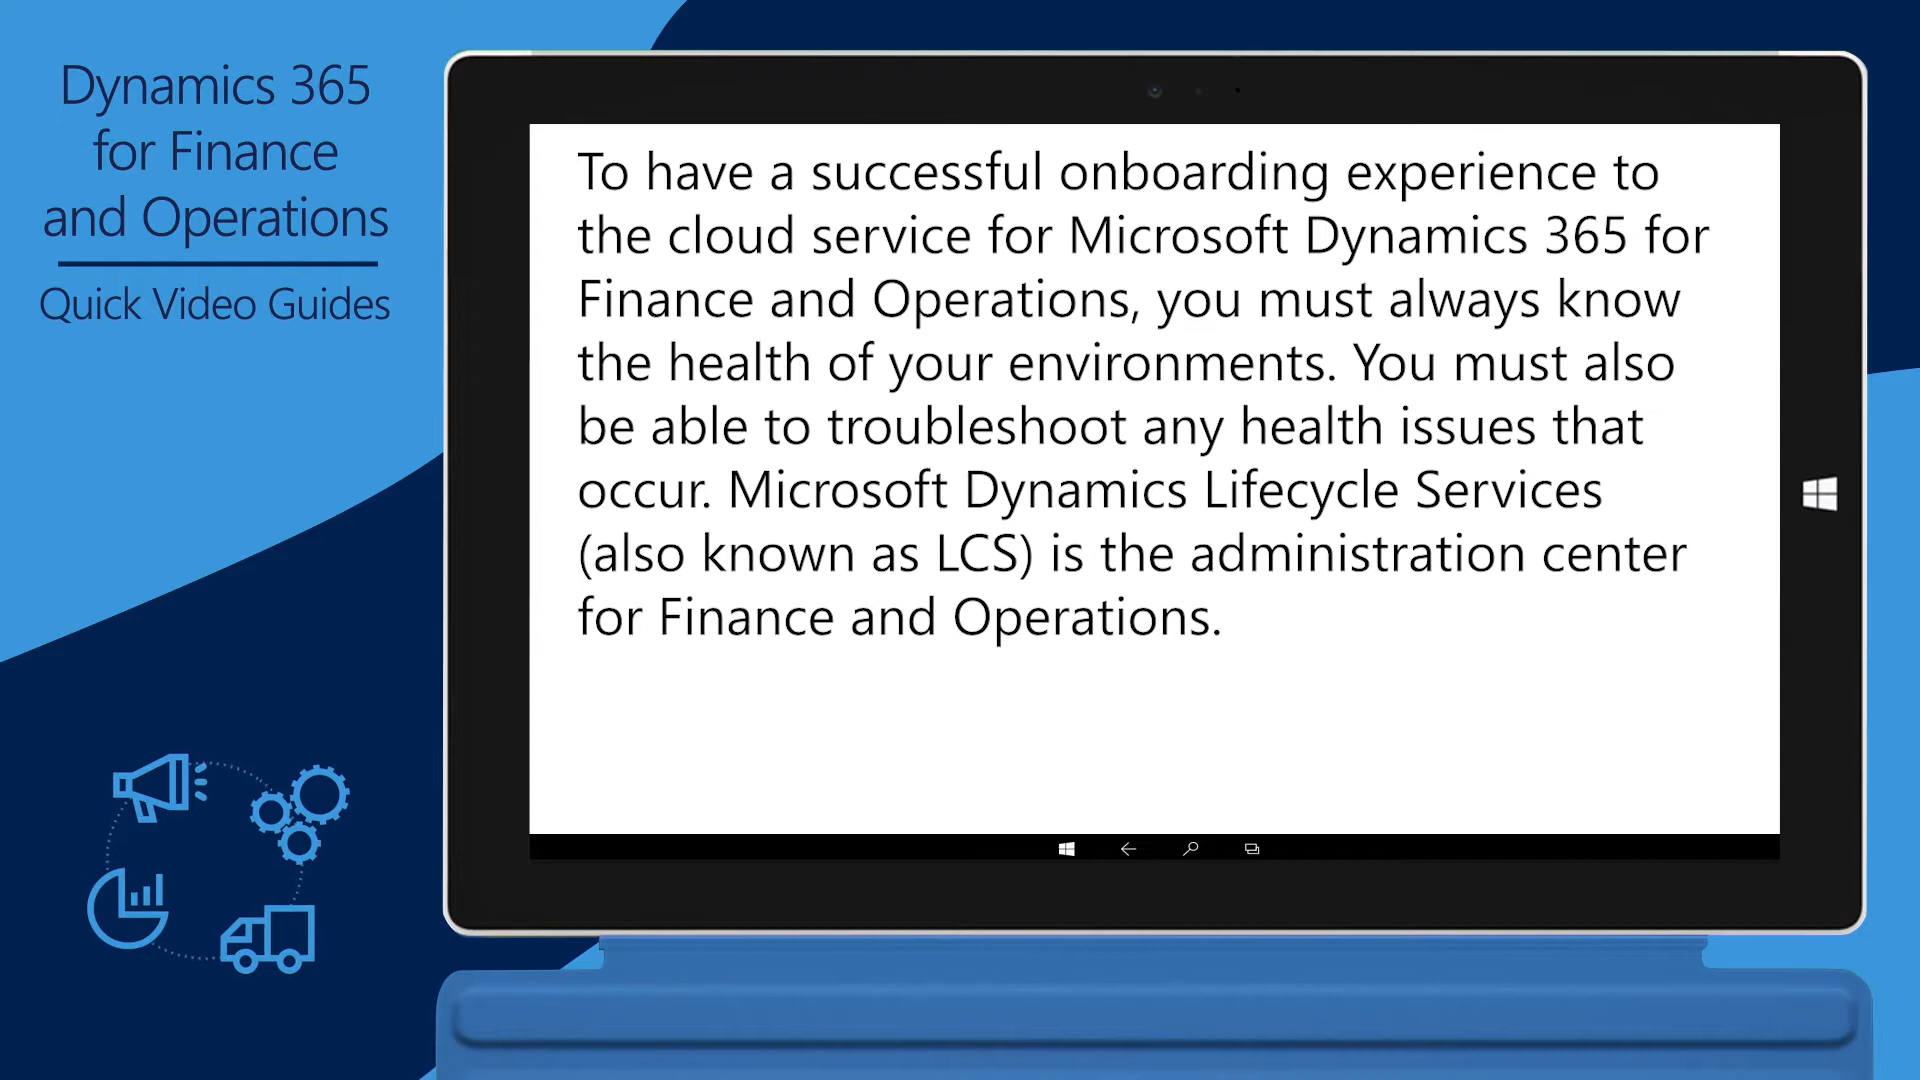 Dynamics 365
for Finance
and Operations
Quick Video Guides
To have a successful onboarding experience to
the cloud service for Microsoft Dynamics 365 for
Finance and Operations, you must always know
the health of your environments. You must also
be able to troubleshoot any health issues that
occur. Microsoft Dynamics Lifecycle Services
(also known as LCS) is the administration center
for Finance and Operations.